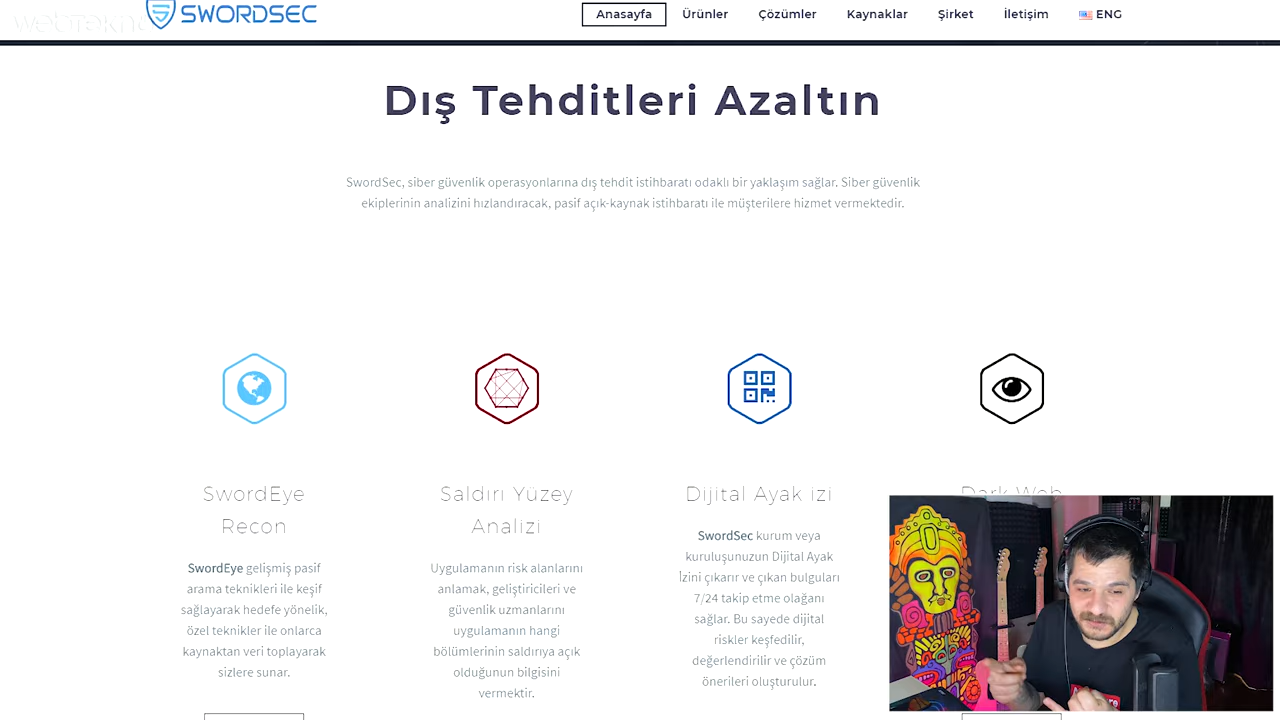 webtekno
SWORDSEC
Anasayfa
Ürünler
Çözümler
Kaynaklar
Şirket
İletişim
ENG
Dış Tehditleri Azaltın
SwordSec, siber güvenlik operasyonlarına dış tehdit istihbaratı odaklı bir yaklaşım sağlar. Siber güvenlik
ekiplerinin analizini hızlandıracak, pasif açık-kaynak istihbaratı ile müşterilere hizmet vermektedir.
SwordEye
Recon
SwordEye gelişmiş pasif
arama teknikleri ile keşif
sağlayarak hedefe yönelik,
özel teknikler ile onlarca
kaynaktan veri toplayarak
sizlere sunar.
Saldırı Yüzey
Analizi
Uygulamanın risk alanlarını
anlamak, geliştiricileri ve
güvenlik uzmanlarını
uygulamanın hangi
bölümlerinin saldırıya açık
olduğunun bilgisini
vermektir.
Dijital Ayak izi
SwordSec kurum veya
kuruluşunuzun Dijital Ayak
İzini çıkarır ve çıkan bulguları
7/24 takip etme olağanı
sağlar. Bu sayede dijital
riskler keşfedilir,
değerlendirilir ve çözüm
önerileri oluşturulur.
Dark Web